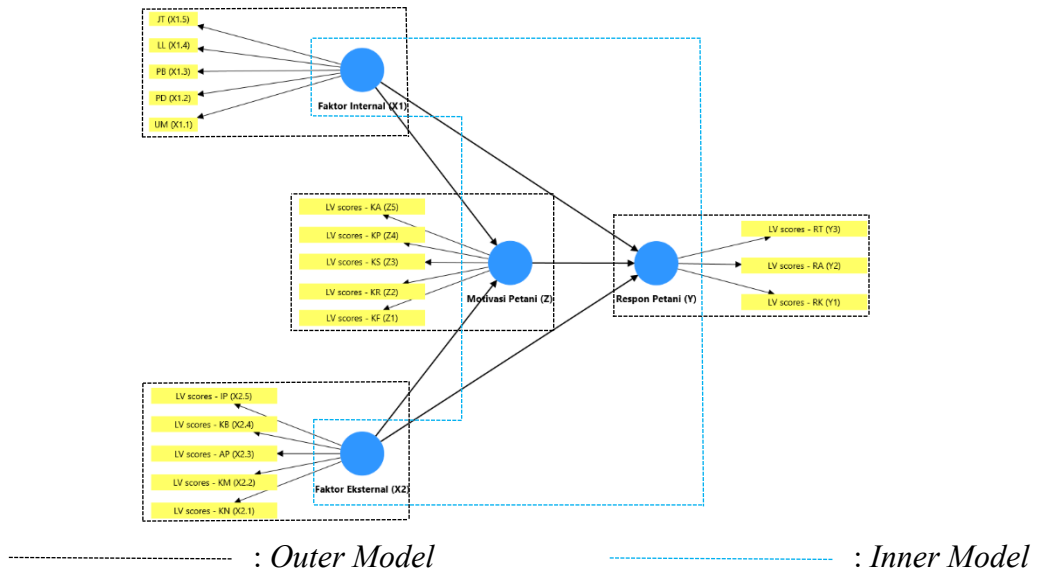 JT (X1.5)
LL (X1.4)
PB (X1.3)
PD (X1.2)
UM (X1.1)
Faktor Internal (X1)
LV scores - KA (Z5)
LV scores - KP (Z4)
LV scores - KS (Z3)
LV scores - KR (Z2)
LV scores - KF (Z1)
Motivasi Petani (Z)
Respon Petani (Y)
LV scores - RT (Y3)
LV scores - RA (Y2)
LV scores - RK (Y1)
LV scores - IP (X2.5)
LV scores - KB (X2.4)
LV scores - AP (X2.3)
LV scores - KM (X2.2)
LV scores - KN (X2.1)
Faktor Eksternal (X2)
: Outer Model
: Inner Model